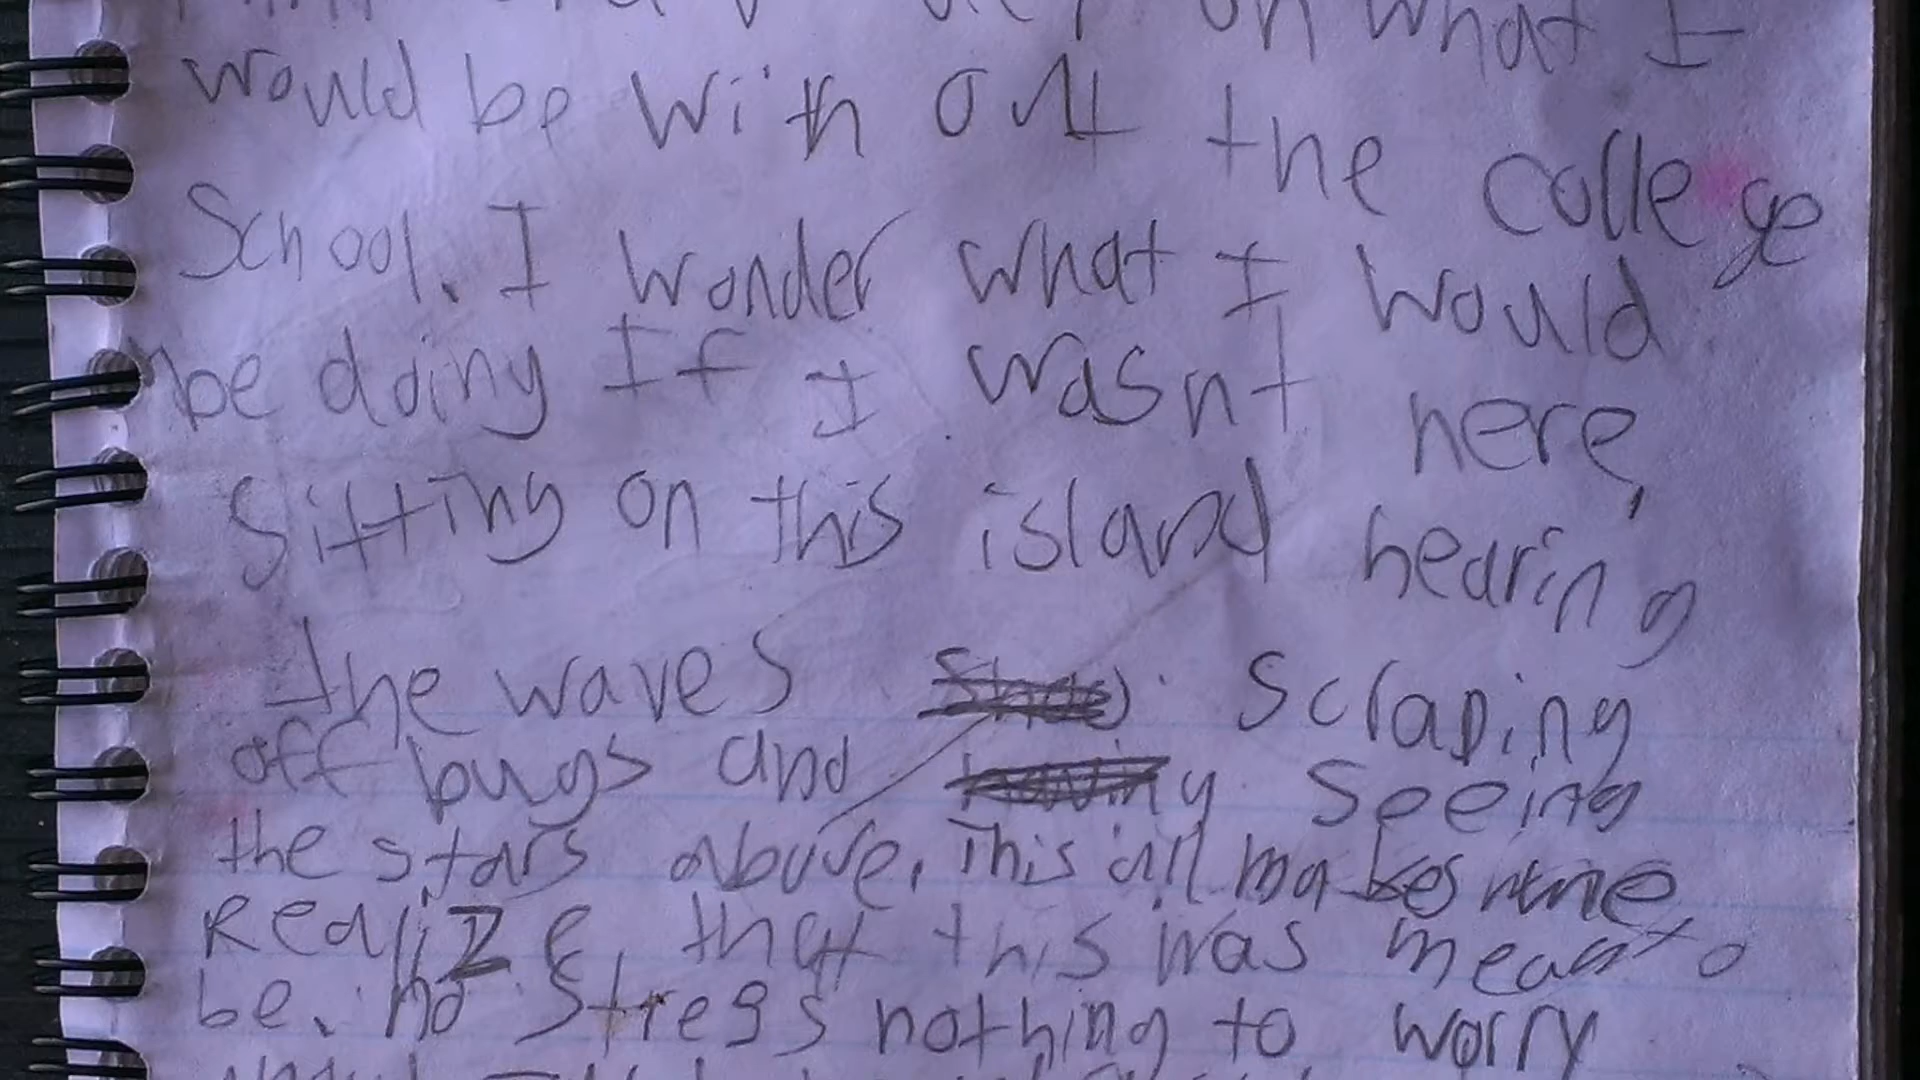 on what I
would be with out the college
School. I wonder what I would
be doing If I wasnt here,
Sitting on this island hearing
the waves scraping
off bugs and seeing
the stars above. This all makes me
Realize, that this was meant to
be. no stress nothing to worry